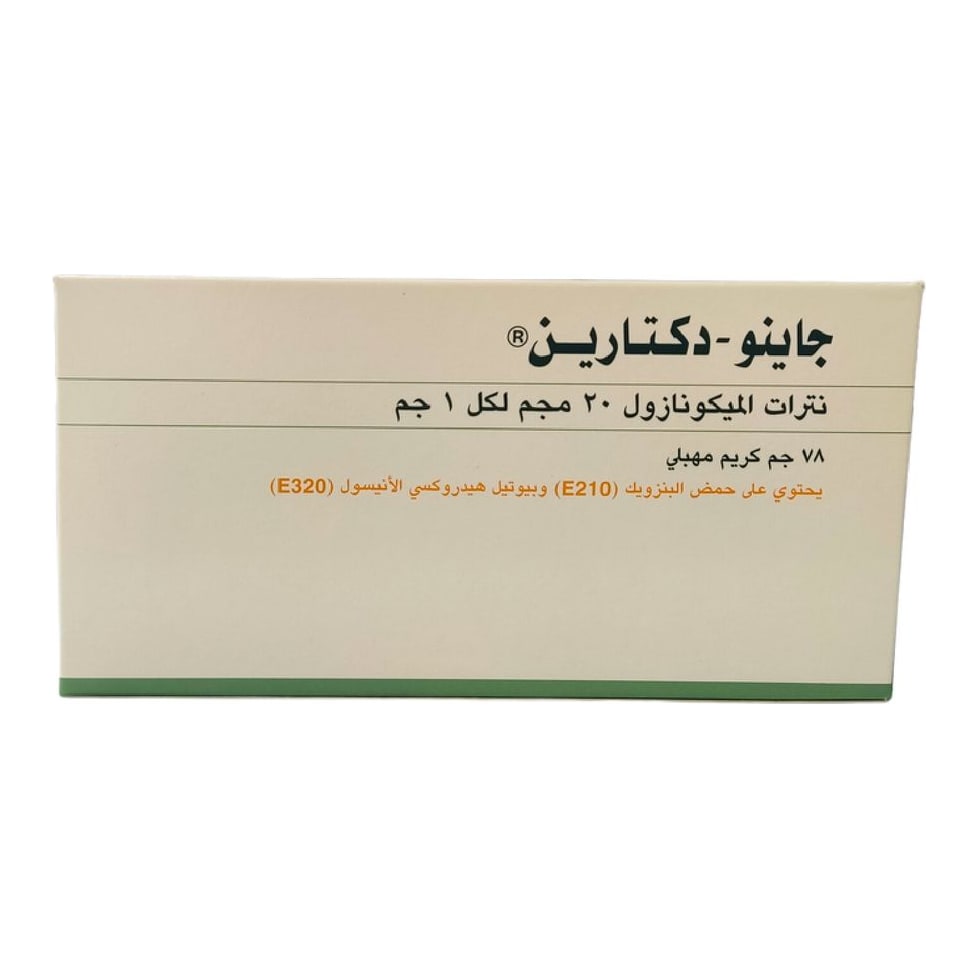 جاينو-دكتارين®
نترات الميكونازول ٢٠ مجم لكل ١ جم
٧٨ جم كريم مهبلي
يحتوي على حمض البنزويك (E210) وبيوتيل هيدروكسي الأنيسول (E320)